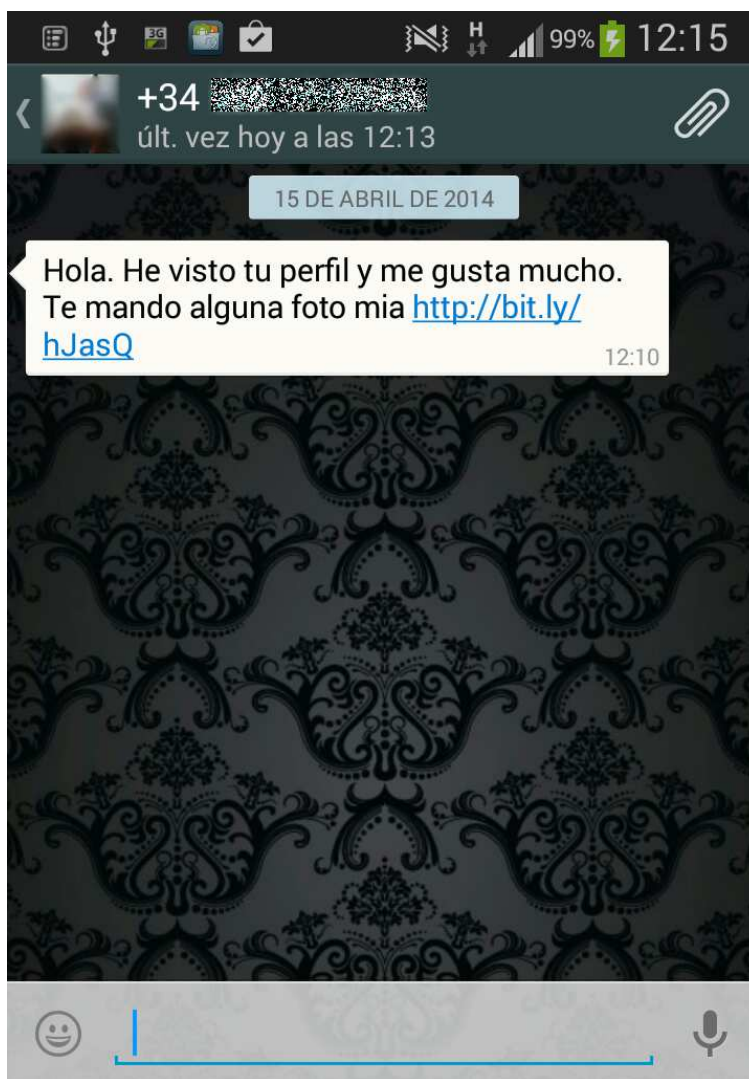 3G
H
99%
12:15
+34
últ. vez hoy a las 12:13
15 DE ABRIL DE 2014
Hola. He visto tu perfil y me gusta mucho.
Te mando alguna foto mia http://bit.ly/
hJasQ
12:10